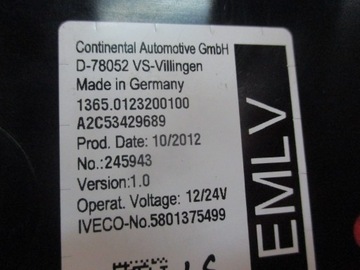 Continental Automotive GmbH
D-78052 VS-Villingen
Made in Germany
1365.0123200100
A2C53429689
Prod. Date: 10/2012
No.:245943
Version:1.0
Operat. Voltage: 12/24V
IVECO-No.5801375499
EMLV